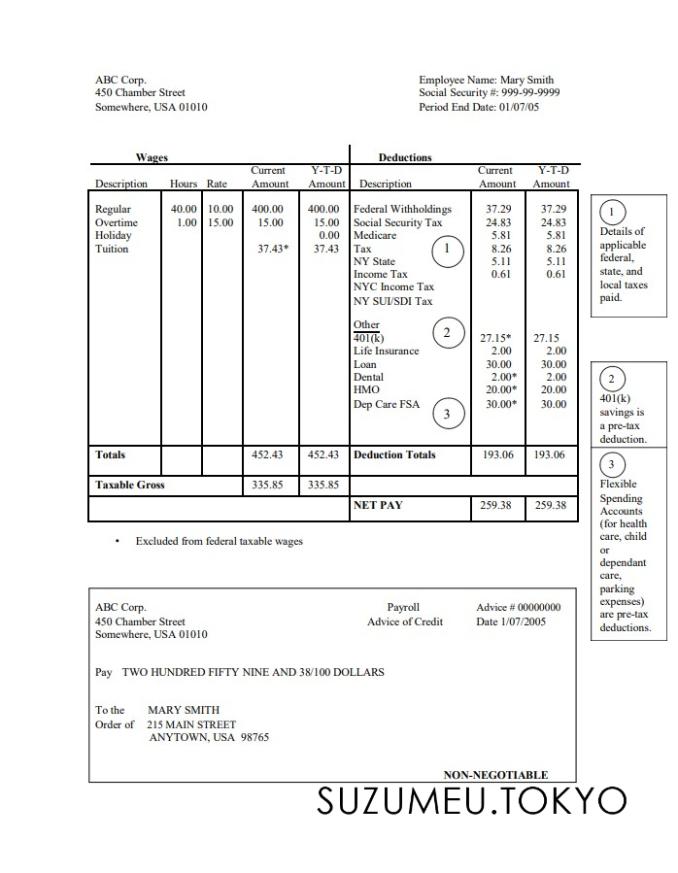 ABC Corp.
450 Chamber Street
Somewhere, USA 01010
Employee Name: Mary Smith
Social Security #: 999-99-9999
Period End Date: 01/07/05
Wages Deductions
Current Y-T-D Current Y-T-D
Description Hours Rate Amount Amount Description Amount Amount
Regular 40.00 10.00 400.00 400.00 Federal Withholdings 37.29 37.29
Overtime 1.00 15.00 15.00 15.00 Social Security Tax 24.83 24.83
Holiday 0.00 Medicare 5.81 5.81
Tuition 37.43* 37.43 Tax 8.26 8.26
NY State 5.11 5.11
Income Tax 0.61 0.61
NYC Income Tax
NY SUI/SDI Tax
1
Other
401(k) 27.15* 27.15
Life Insurance 2.00 2.00
Loan 30.00 30.00
Dental 2.00* 2.00
HMO 20.00* 20.00
Dep Care FSA 30.00* 30.00
2
3
Totals 452.43 452.43 Deduction Totals 193.06 193.06
Taxable Gross 335.85 335.85
NET PAY 259.38 259.38
• Excluded from federal taxable wages
1
Details of
applicable
federal,
state, and
local taxes
paid.
2
401(k)
savings is
a pre-tax
deduction.
3
Flexible
Spending
Accounts
(for health
care, child
or
dependant
care,
parking
expenses)
are pre-tax
deductions.
ABC Corp. Payroll Advice # 00000000
450 Chamber Street Advice of Credit Date 1/07/2005
Somewhere, USA 01010
Pay TWO HUNDRED FIFTY NINE AND 38/100 DOLLARS
To the MARY SMITH
Order of 215 MAIN STREET
ANYTOWN, USA 98765
NON-NEGOTIABLE
SUZUMEU.TOKYO